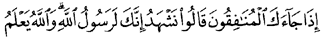 إِذَا جَآءَكَ ٱلْمُنَـٰفِقُونَ قَالُوا۟ نَشْهَدُ إِنَّكَ لَرَسُولُ ٱللَّهِ ۗ وَٱللَّهُ يَعْلَمُ